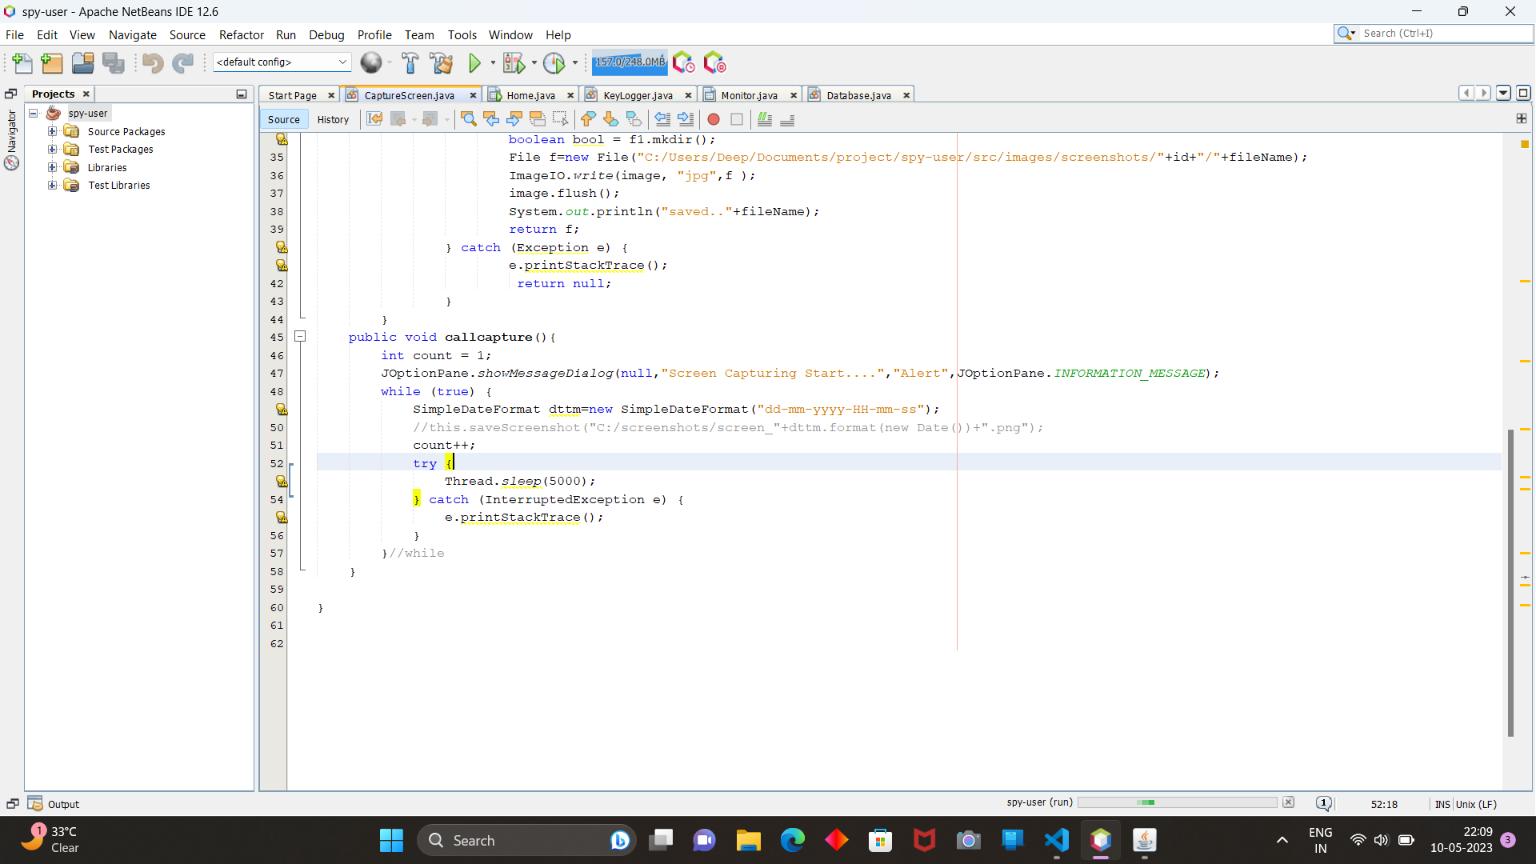 spy-user - Apache NetBeans IDE 12.6
File Edit View Navigate Source Refactor Run Debug Profile Team Tools Window Help
Search (Ctrl+I)
<default config>
157.0/248.0MB
Projects
Navigator
spy-user
Source Packages
Test Packages
Libraries
Test Libraries
Start Page CaptureScreen.java Home.java KeyLogger.java Monitor.java Database.java
Source History
boolean bool = f1.mkdir();
35 File f=new File("C:/Users/Deep/Documents/project/spy-user/src/images/screenshots/"+id+"/"+fileName);
36 ImageIO.write(image, "jpg",f );
37 image.flush();
38 System.out.println("saved.."+fileName);
39 return f;
} catch (Exception e) {
e.printStackTrace();
42 return null;
43 }
44 }
45 public void callcapture(){
46 int count = 1;
47 JOptionPane.showMessageDialog(null,"Screen Capturing Start....","Alert",JOptionPane.INFORMATION_MESSAGE);
48 while (true) {
SimpleDateFormat dttm=new SimpleDateFormat("dd-mm-yyyy-HH-mm-ss");
50 //this.saveScreenshot("C:/screenshots/screen_"+dttm.format(new Date())+".png");
51 count++;
52 try {
Thread.sleep(5000);
54 } catch (InterruptedException e) {
e.printStackTrace();
56 }
57 }//while
58 }
59
60 }
61
62
Output
spy-user (run)
1
52:18
INS Unix (LF)
1
33°C
Clear
Search
ENG
IN
22:09
10-05-2023
3